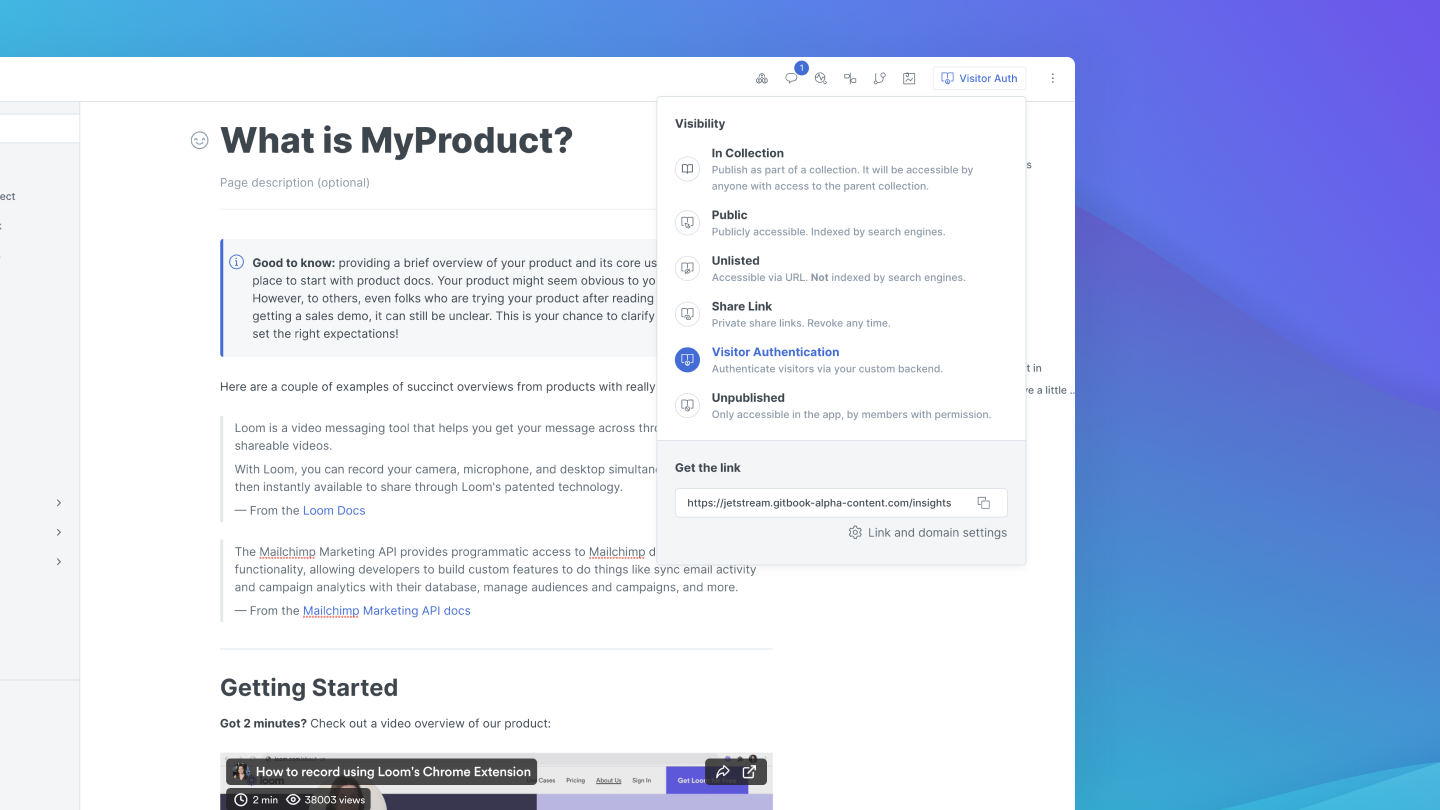 1
Visitor Auth
ect
What is MyProduct?
Page description (optional)
Good to know: providing a brief overview of your product and its core us
place to start with product docs. Your product might seem obvious to yo
However, to others, even folks who are trying your product after reading
getting a sales demo, it can still be unclear. This is your chance to clarify
set the right expectations!
Here are a couple of examples of succinct overviews from products with really
Loom is a video messaging tool that helps you get your message across thro
shareable videos.
With Loom, you can record your camera, microphone, and desktop simultane
then instantly available to share through Loom's patented technology.
— From the Loom Docs
The Mailchimp Marketing API provides programmatic access to Mailchimp d
functionality, allowing developers to build custom features to do things like sync email activity
and campaign analytics with their database, manage audiences and campaigns, and more.
— From the Mailchimp Marketing API docs
Getting Started
Got 2 minutes? Check out a video overview of our product:
How to record using Loom's Chrome Extension
Cases
Pricing
About Us
Sign In
Get Loo
2 min
38003 views
Visibility
In Collection
Publish as part of a collection. It will be accessible by
anyone with access to the parent collection.
Public
Publicly accessible. Indexed by search engines.
Unlisted
Accessible via URL. Not indexed by search engines.
Share Link
Private share links. Revoke any time.
Visitor Authentication
Authenticate visitors via your custom backend.
Unpublished
Only accessible in the app, by members with permission.
Get the link
https://jetstream.gitbook-alpha-content.com/insights
Link and domain settings
s
t in
ve a little ..